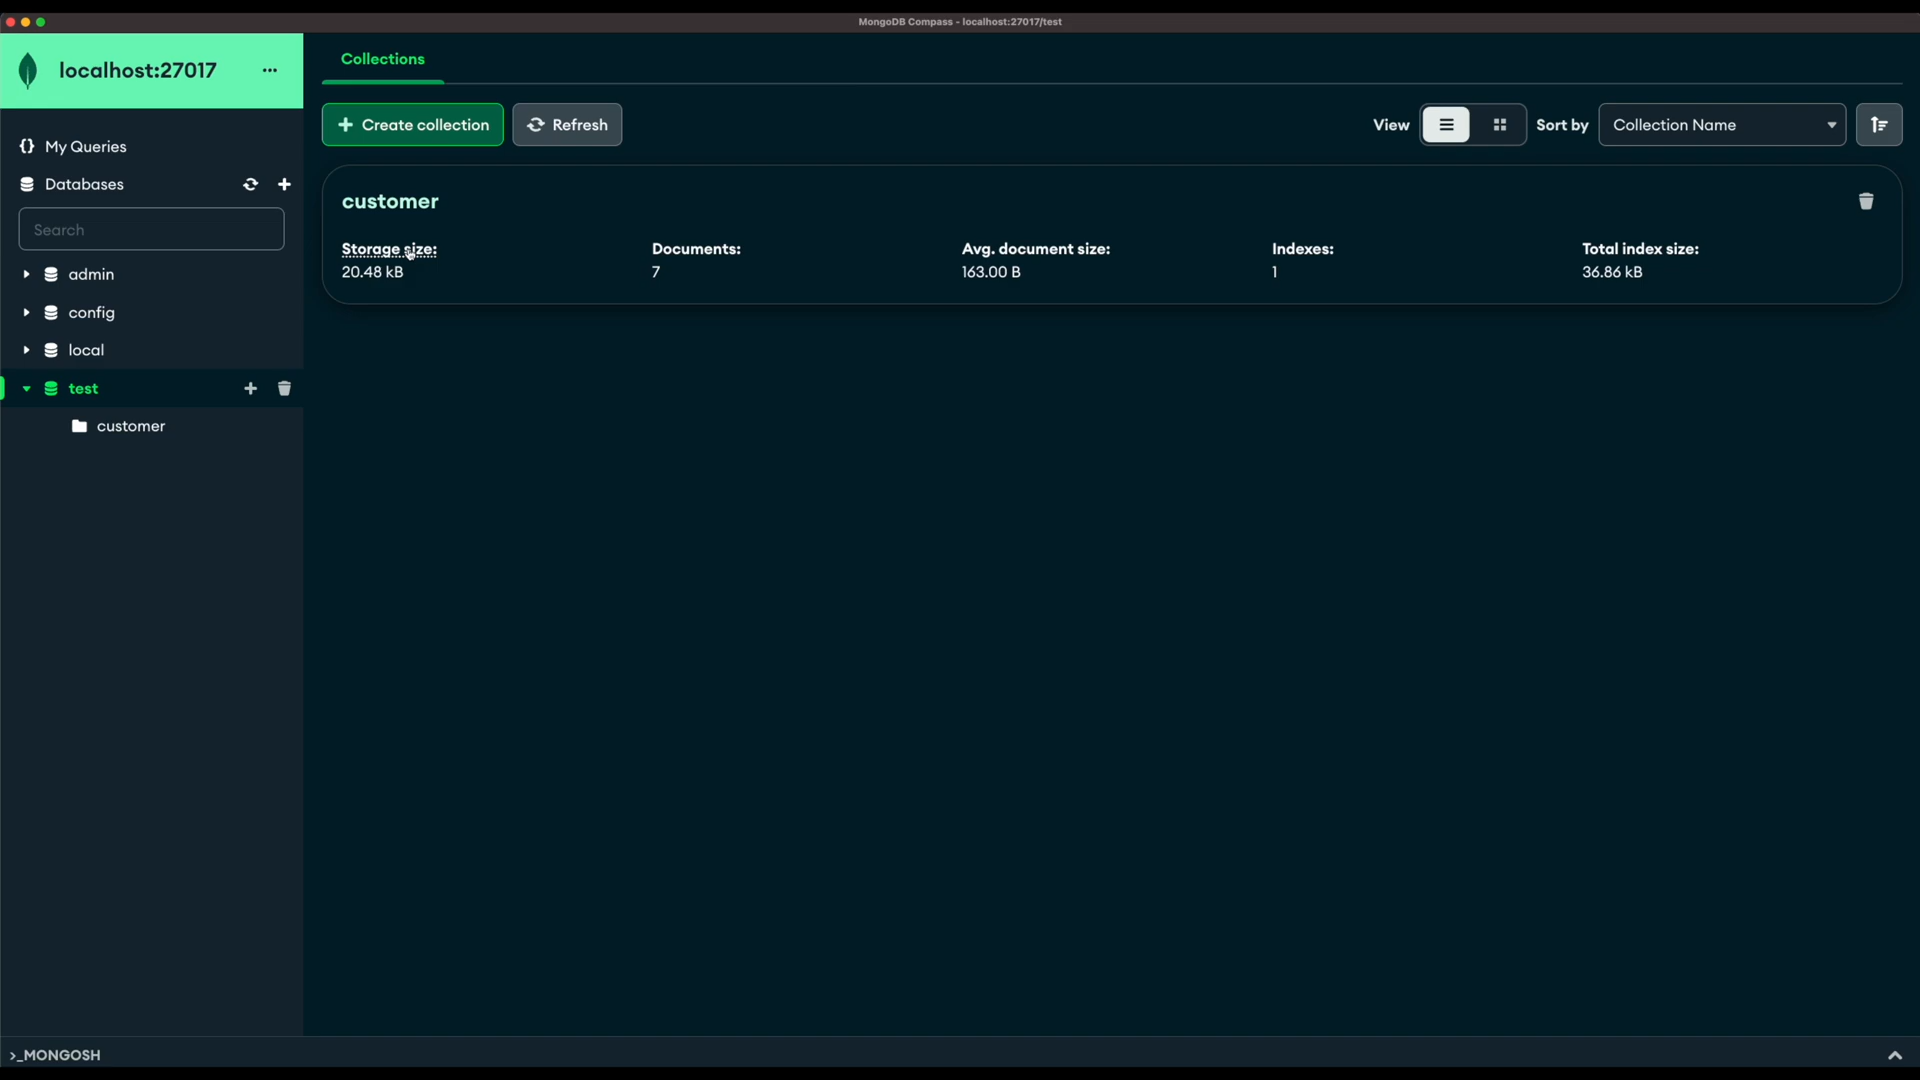 MongoDB Compass - localhost:27017/test
localhost:27017
...
{} My Queries
Databases
Search
admin
config
local
test
customer
Collections
+ Create collection
Refresh
View
Sort by
Collection Name
customer
Storage size:
20.48 kB
Documents:
7
Avg. document size:
163.00 B
Indexes:
1
Total index size:
36.86 kB
>_MONGOSH